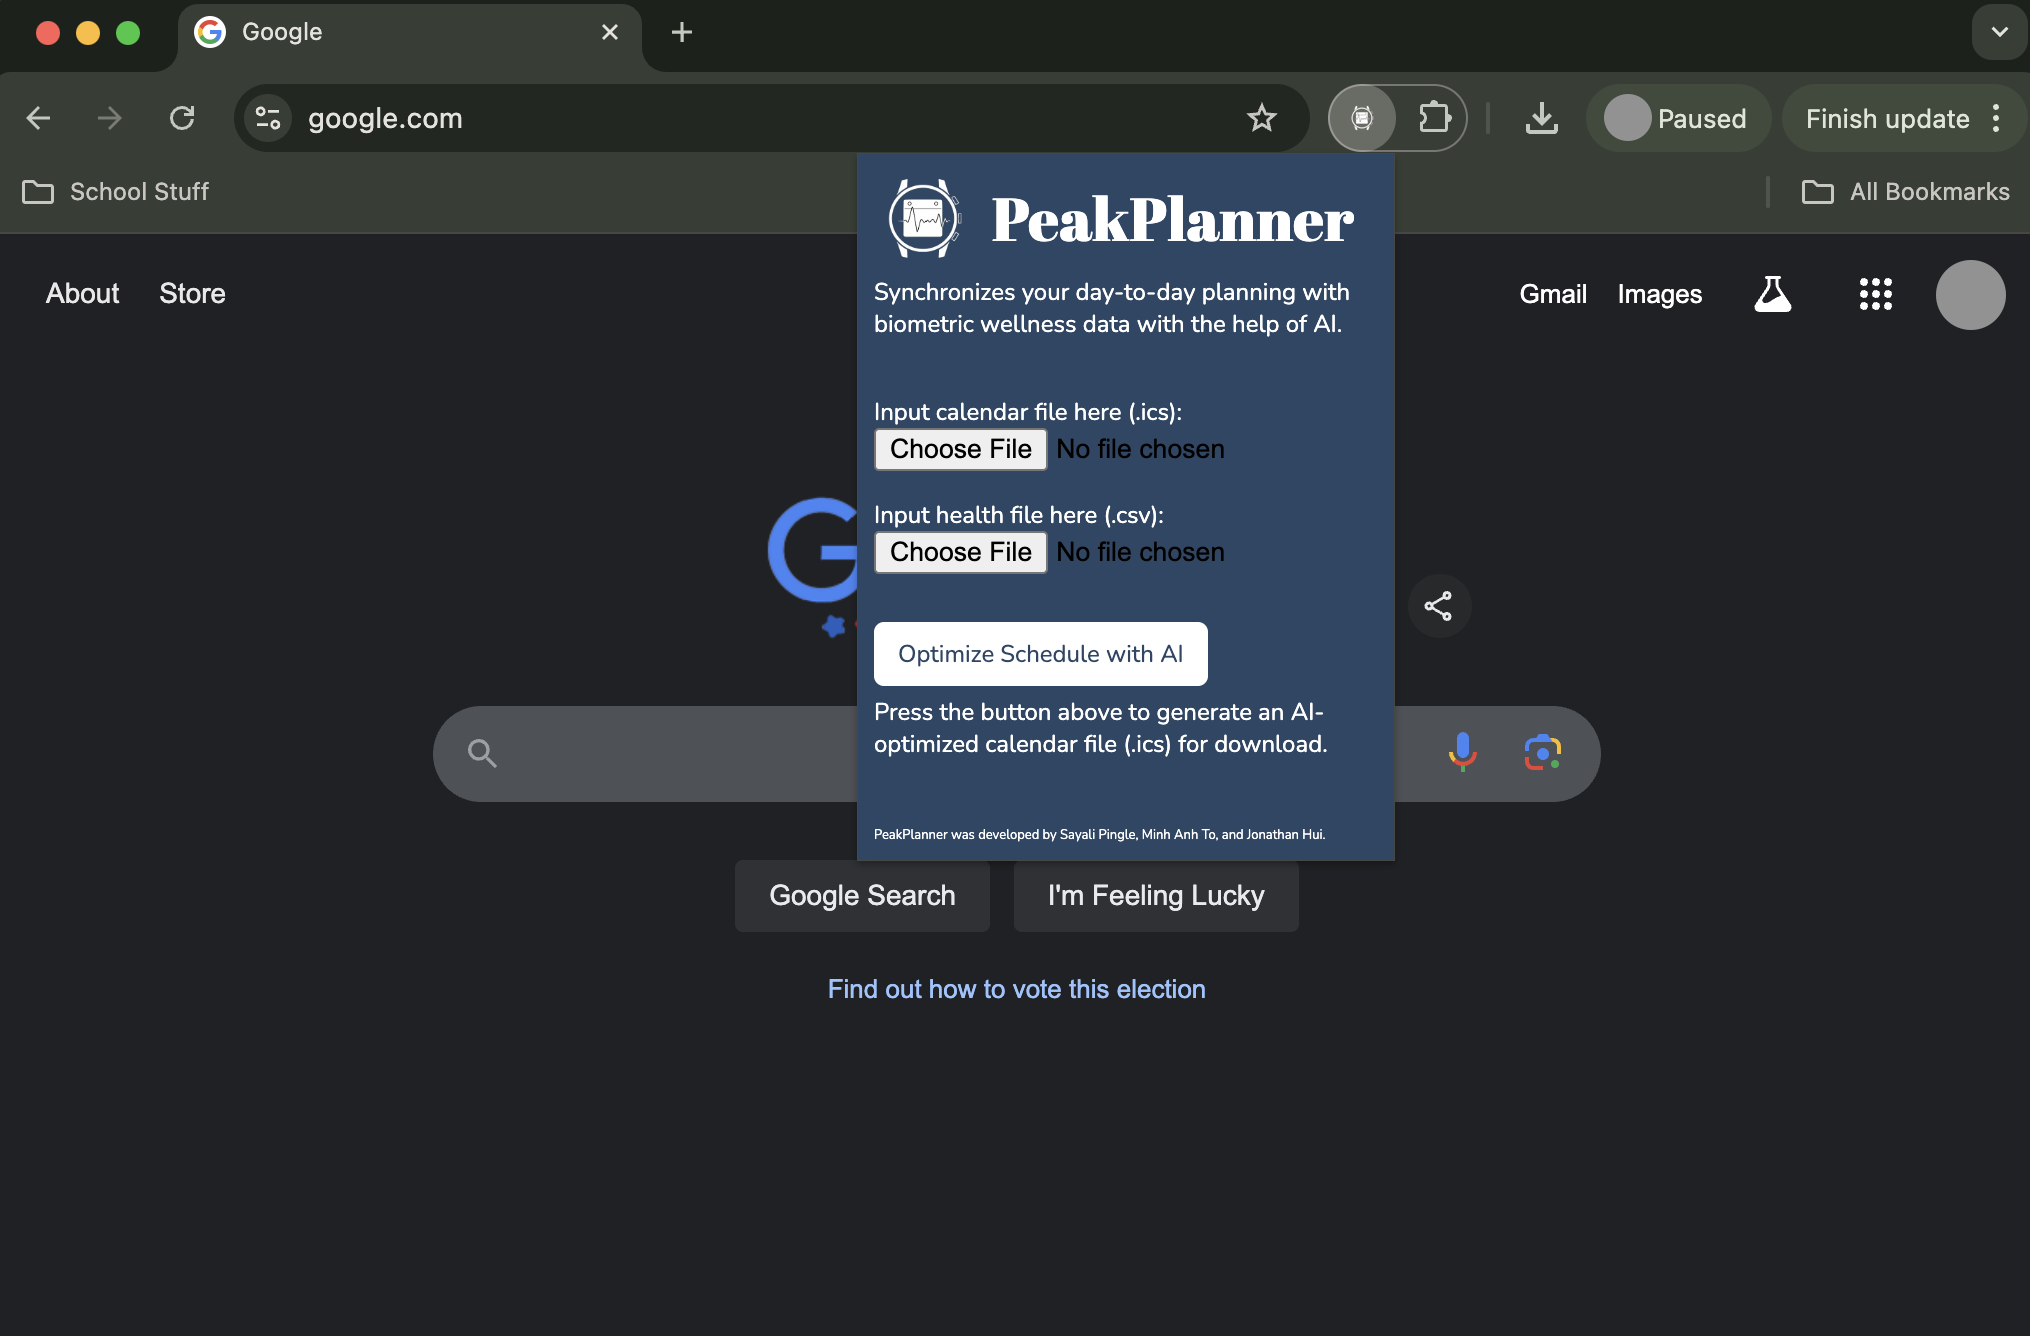 Google
google.com
Paused
Finish update
School Stuff
All Bookmarks
About
Store
Gmail
Images
PeakPlanner
Synchronizes your day-to-day planning with
biometric wellness data with the help of AI.
Input calendar file here (.ics):
Choose File No file chosen
Input health file here (.csv):
Choose File No file chosen
Optimize Schedule with AI
Press the button above to generate an AI-
optimized calendar file (.ics) for download.
PeakPlanner was developed by Sayali Pingle, Minh Anh To, and Jonathan Hui.
Google Search
I'm Feeling Lucky
Find out how to vote this election